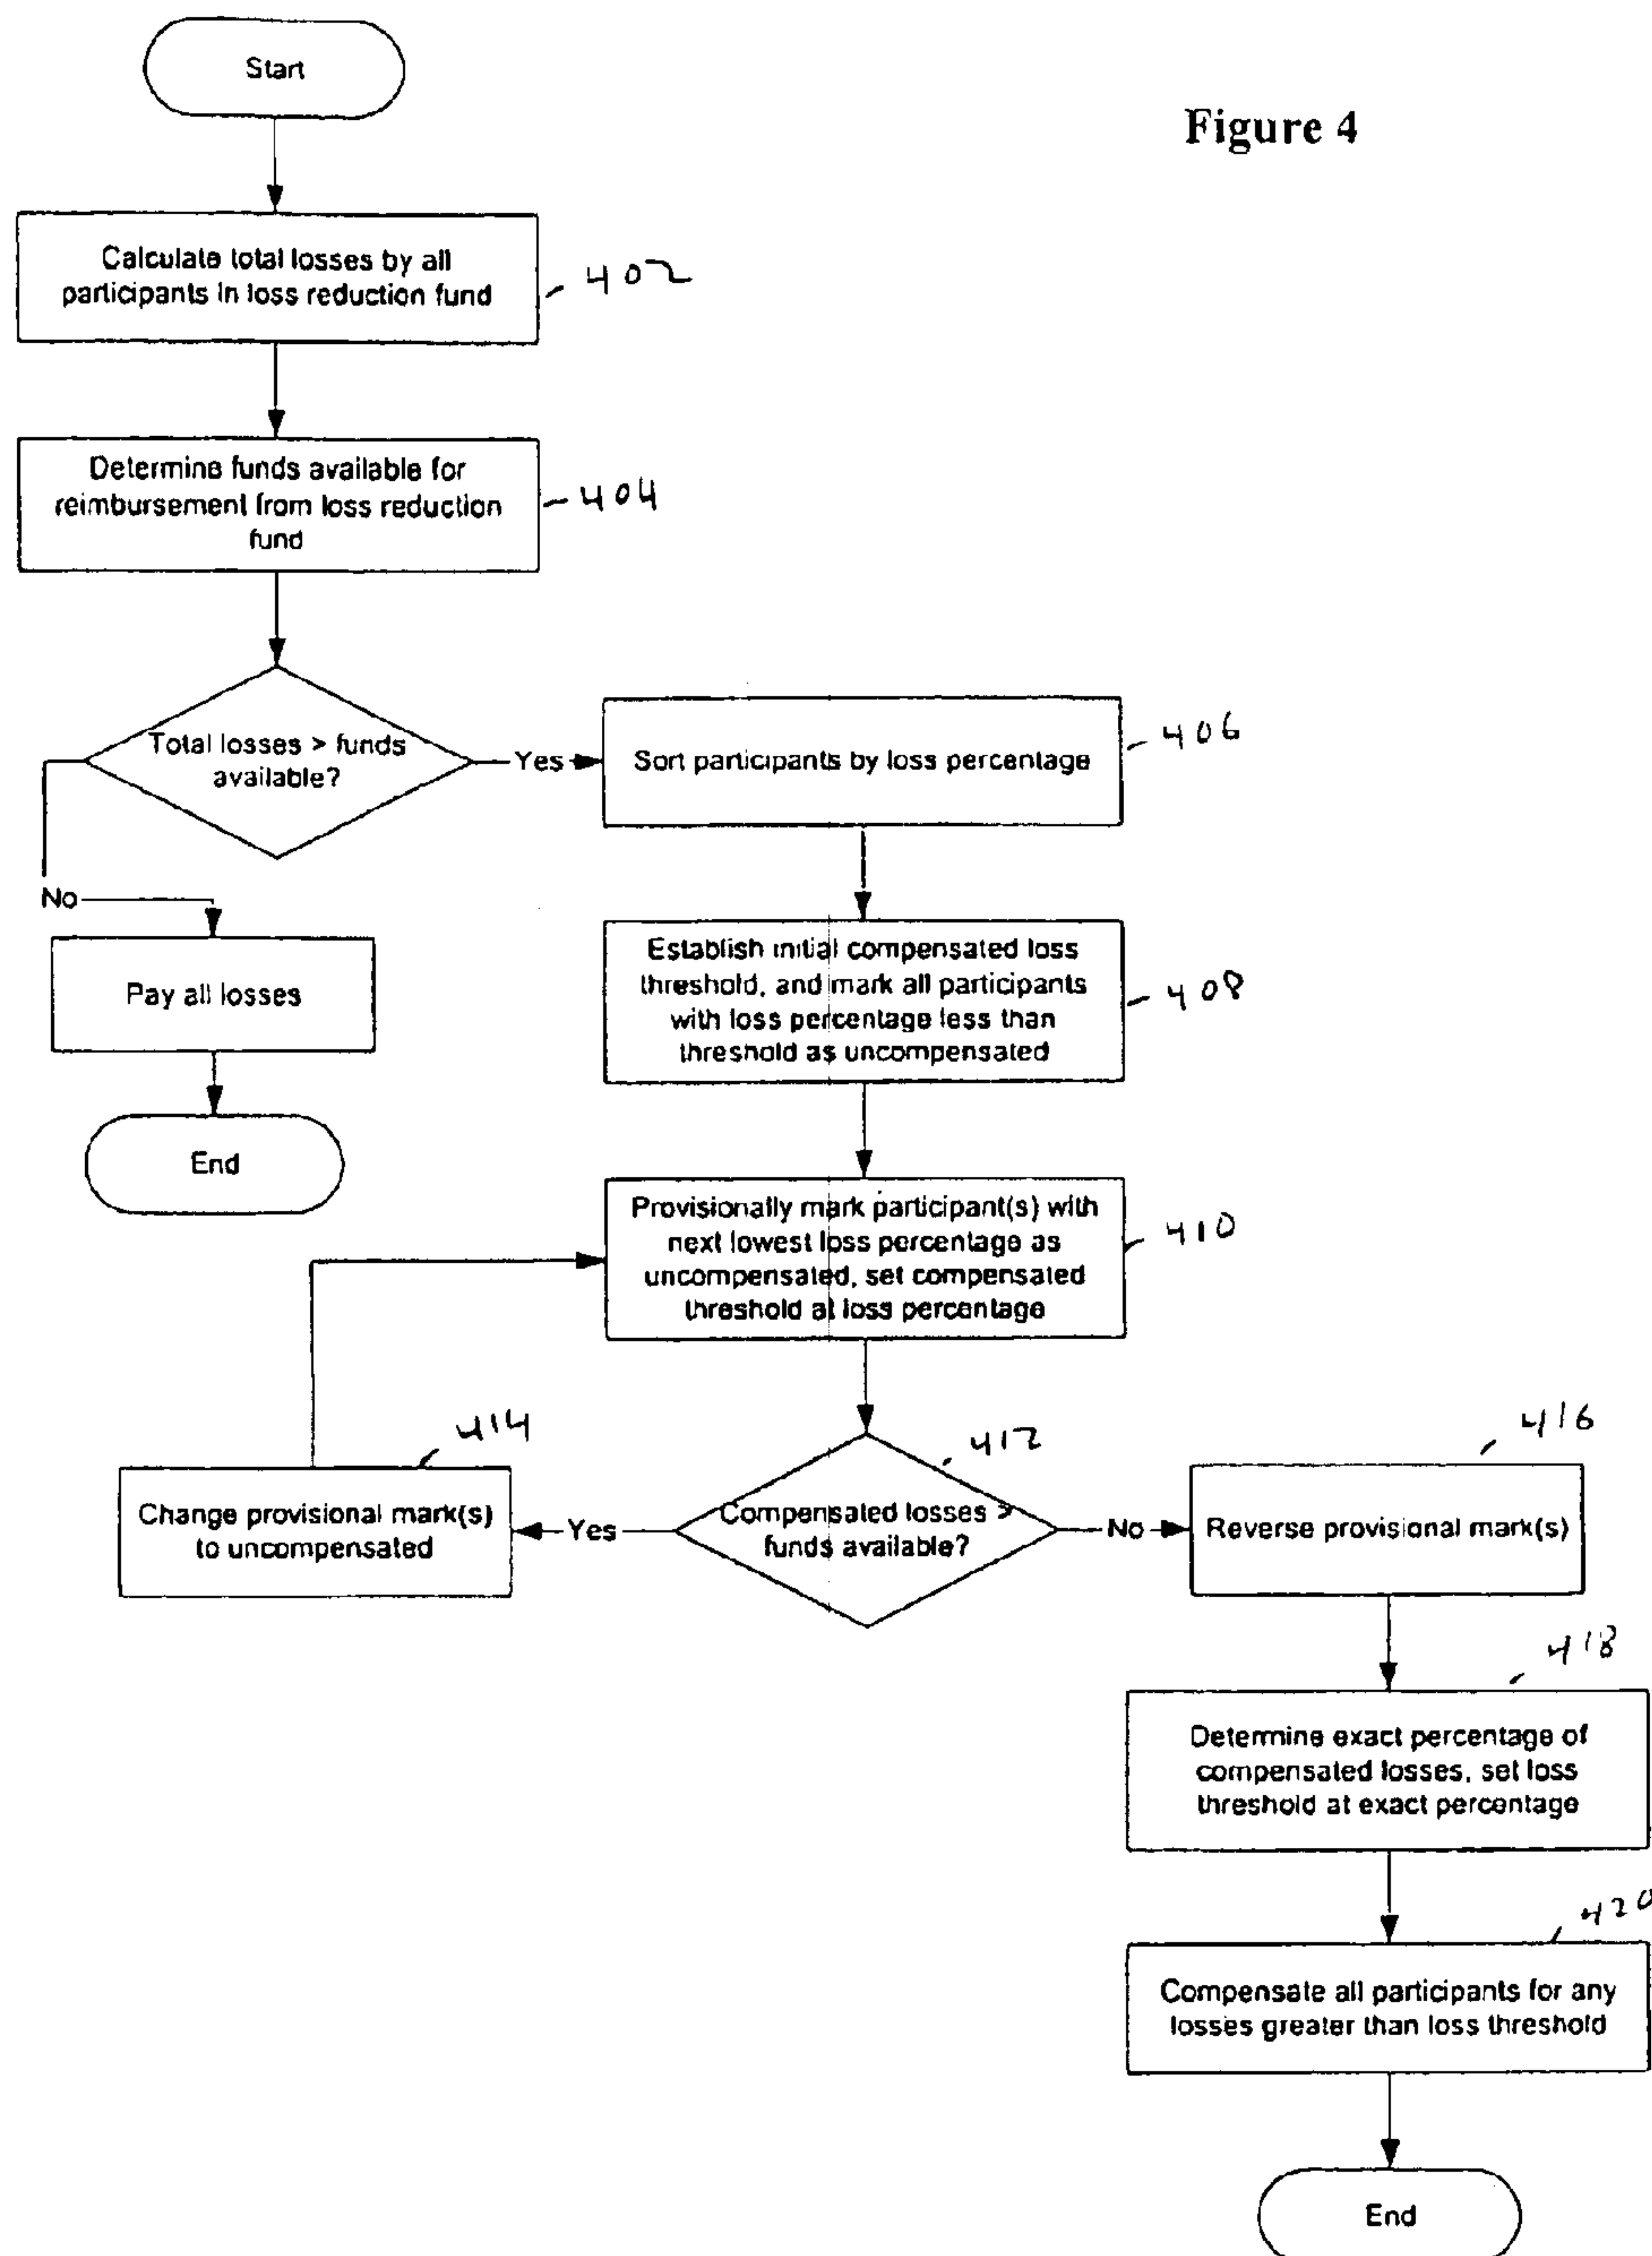 Figure 4
Start
Calculate total losses by all
participants in loss reduction fund
402
Determine funds available for
reimbursement from loss reduction
fund
404
Total losses > funds
available?
Yes
No
Pay all losses
End
Sort participants by loss percentage
406
Establish initial compensated loss
threshold, and mark all participants
with loss percentage less than
threshold as uncompensated
408
Provisionally mark participant(s) with
next lowest loss percentage as
uncompensated, set compensated
threshold at loss percentage
410
Compensated losses >
funds available?
412
Yes
Change provisional mark(s)
to uncompensated
414
No
Reverse provisional mark(s)
416
Determine exact percentage of
compensated losses, set loss
threshold at exact percentage
418
Compensate all participants for any
losses greater than loss threshold
420
End